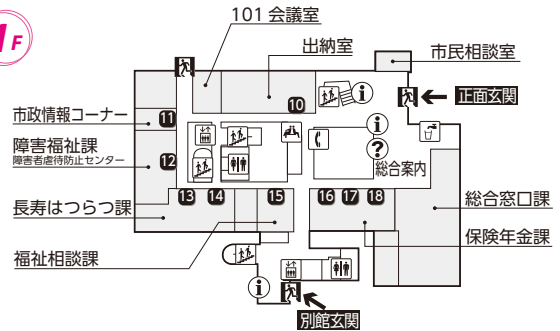 1F
101 会議室
出納室
市民相談室
10
正面玄関
市政情報コーナー
11
障害福祉課
障害者虐待防止センター
12
i
i
?
総合案内
13
14
15
16
17
18
長寿はつらつ課
総合窓口課
保険年金課
福祉相談課
i
別館玄関